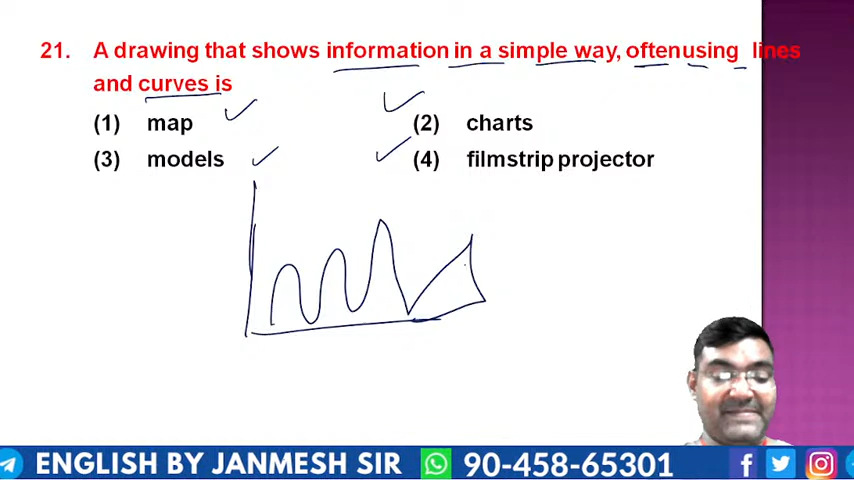 21. A drawing that shows information in a simple way, oftenusing lines
and curves is
(1) map (2) charts
(3) models (4) filmstrip projector
ENGLISH BY JANMESH SIR 90-458-65301